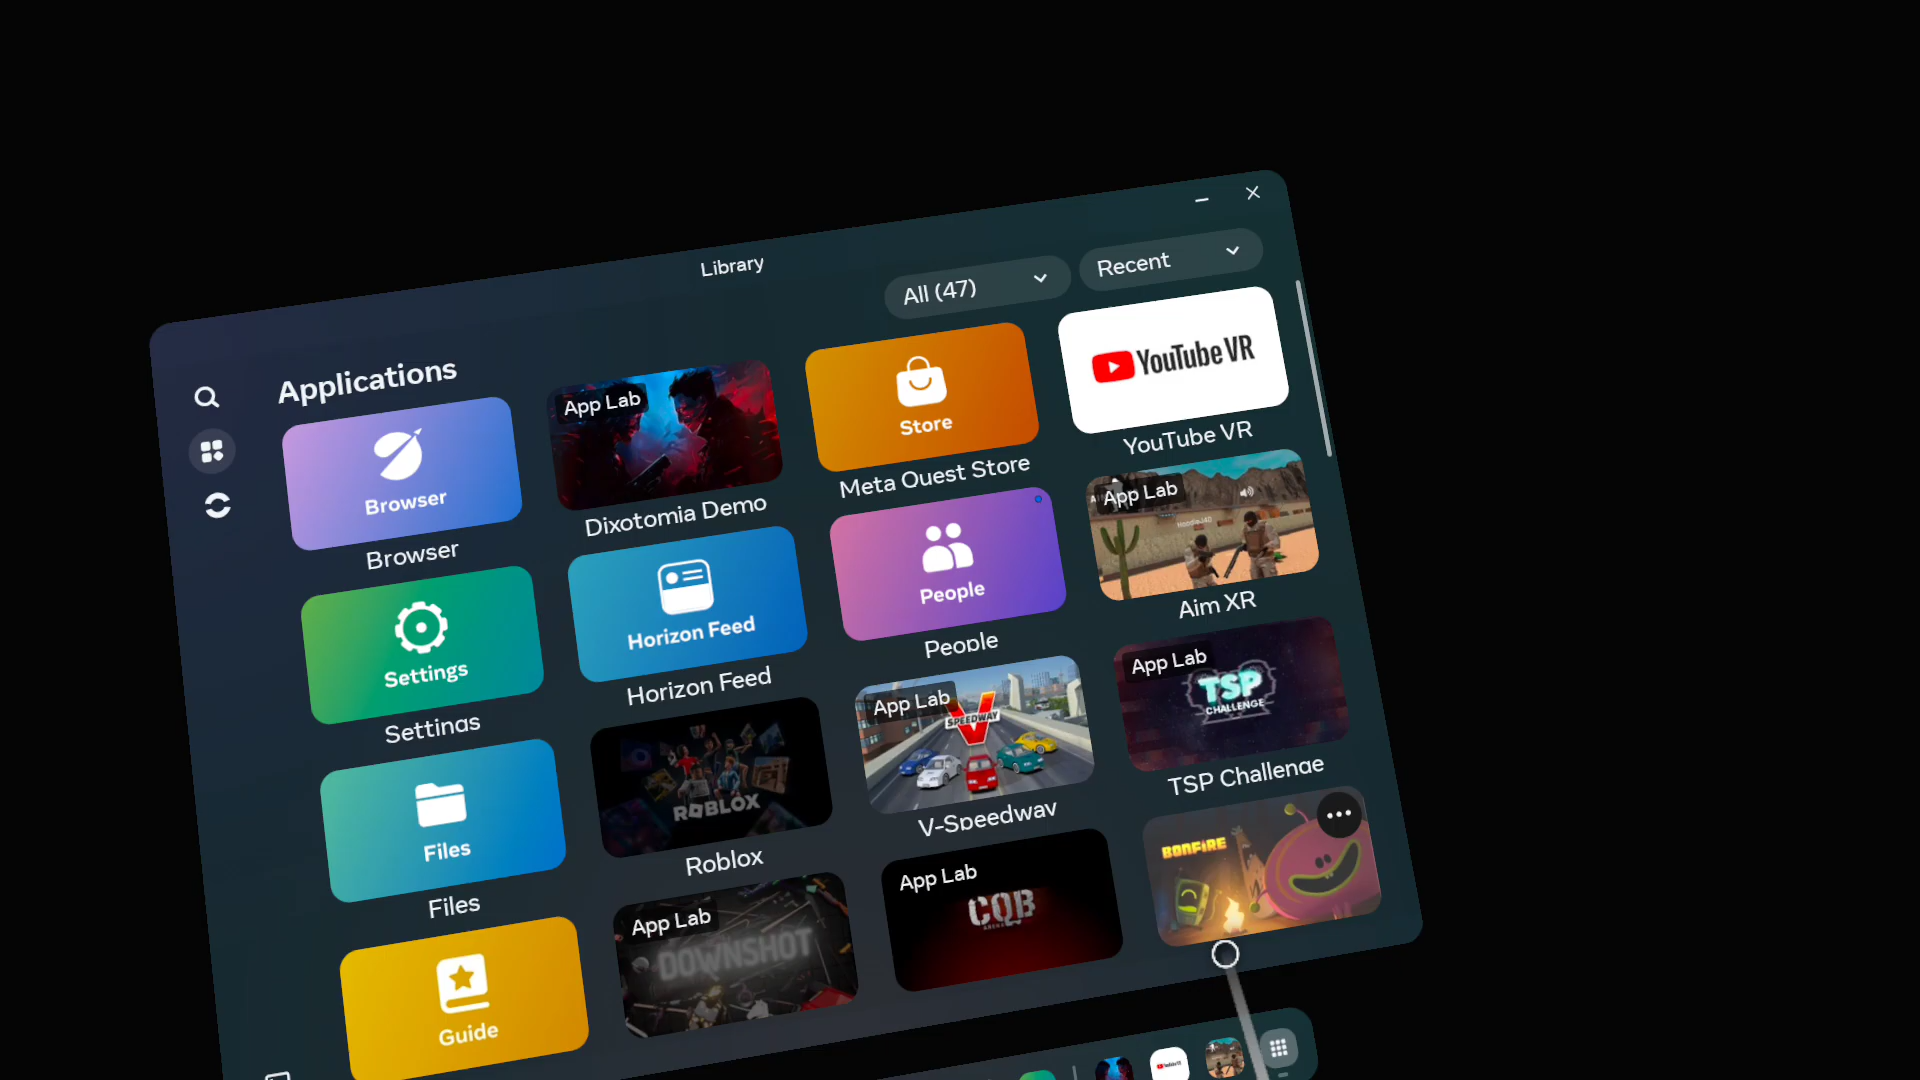 Library
All (47)
Recent
Applications
Browser
Browser
App Lab
Dixotomia Demo
Store
Meta Quest Store
YouTube VR
YouTube VR
Settings
Settings
Horizon Feed
Horizon Feed
People
People
App Lab
Aim XR
Files
Files
ROBLOX
Roblox
App Lab
V SPEEDWAY
V-Speedway
App Lab
TSP
CHALLENGE
TSP Challenge
Guide
App Lab
DOWNSHOT
App Lab
CQB
BONFIRE